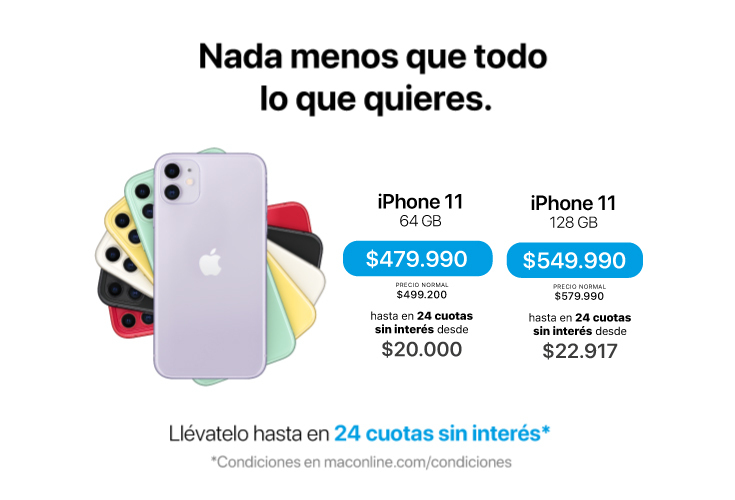 Nada menos que todo
lo que quieres.
iPhone 11
64 GB
$479.990
PRECIO NORMAL
$499.200
hasta en 24 cuotas
sin interés desde
$20.000
iPhone 11
128 GB
$549.990
PRECIO NORMAL
$579.990
hasta en 24 cuotas
sin interés desde
$22.917
Llévatelo hasta en 24 cuotas sin interés*
*Condiciones en maconline.com/condiciones